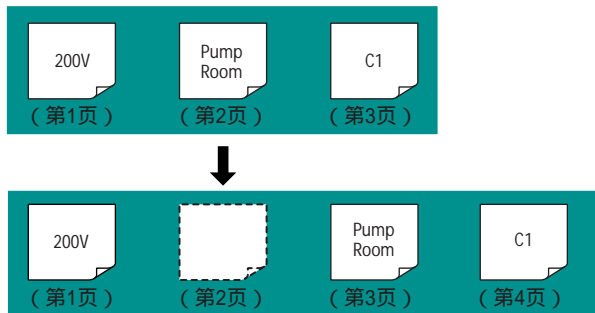 200V
Pump
Room
C1
（第1页）
（第2页）
（第3页）
200V
Pump
Room
C1
（第1页）
（第2页）
（第3页）
（第4页）